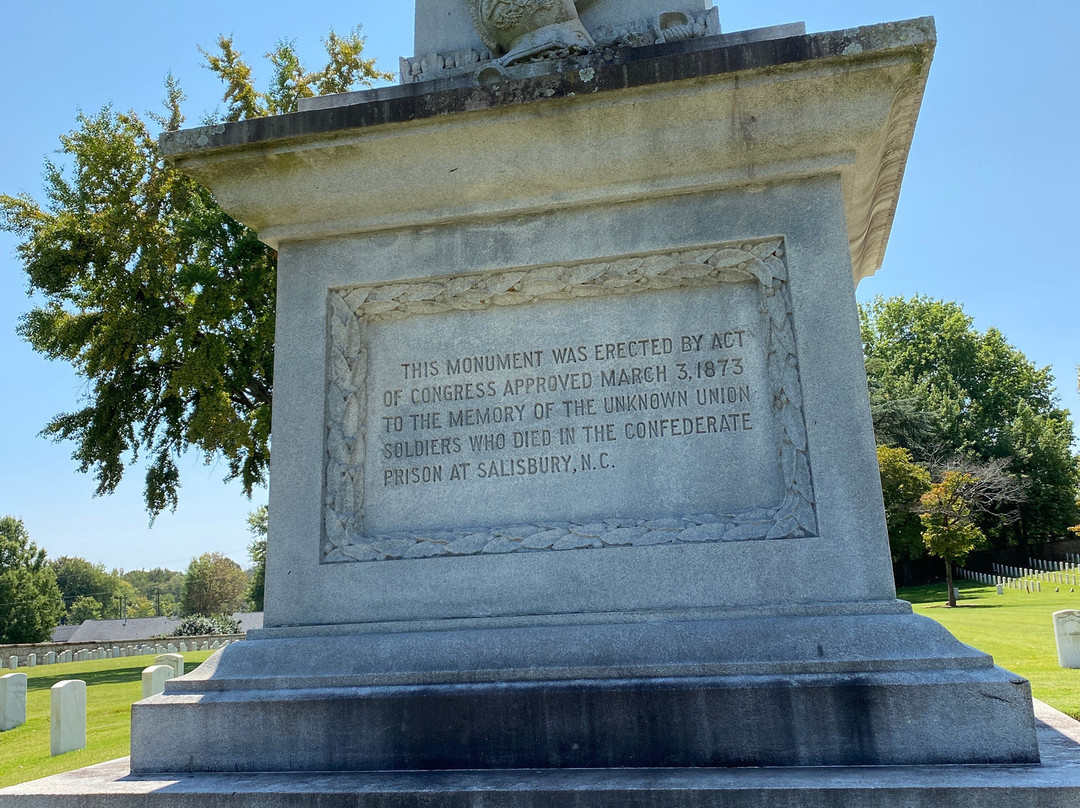 THIS MONUMENT WAS ERECTED BY ACT
OF CONGRESS APPROVED MARCH 3, 1873
TO THE MEMORY OF THE UNKNOWN UNION
SOLDIERS WHO DIED IN THE CONFEDERATE
PRISON AT SALISBURY, N.C.